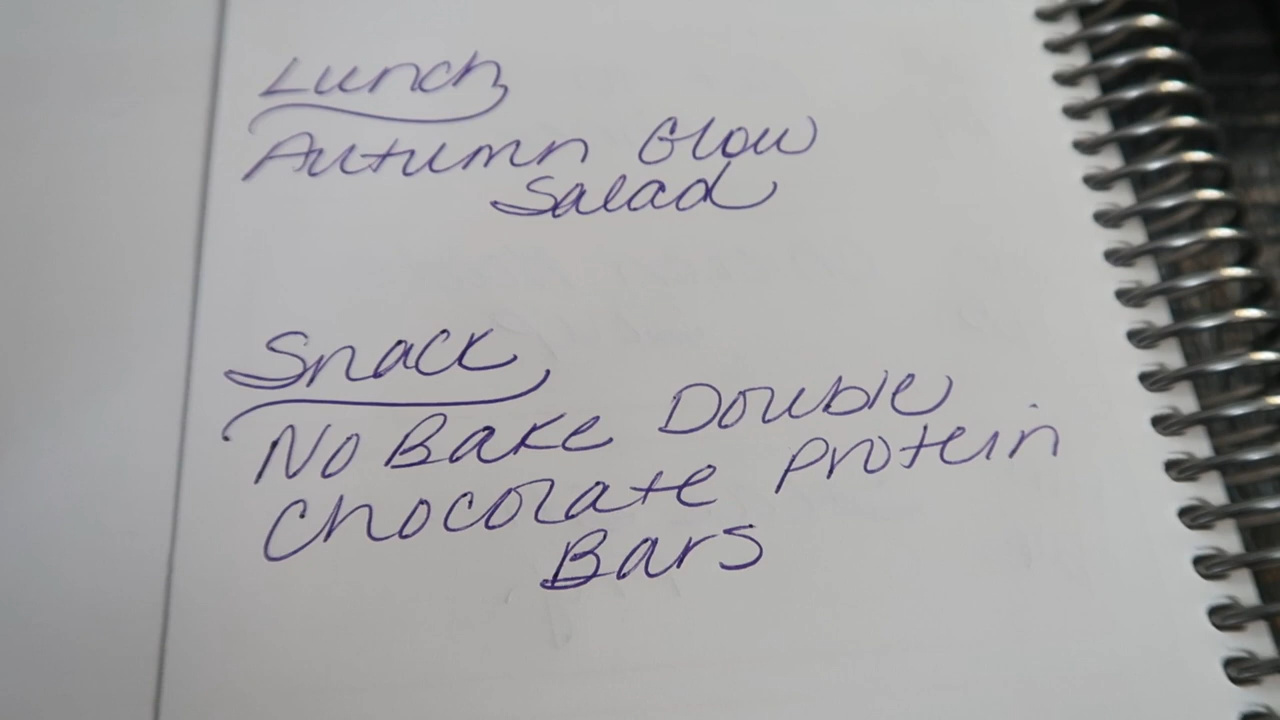 Lunch
Autumn Glow
Salad
Snack
No Bake Double
Chocolate Protein
Bars